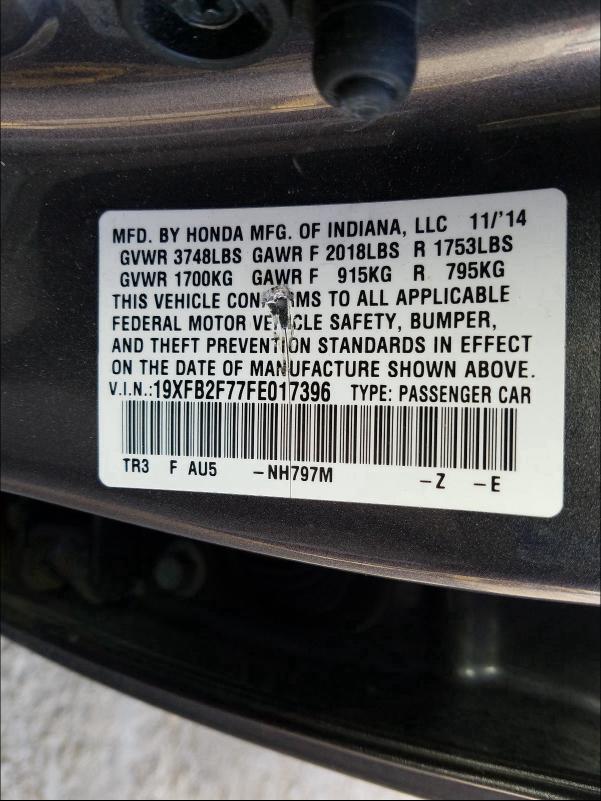 MFD. BY HONDA MFG. OF INDIANA, LLC 11/'14
GVWR 3748LBS GAWR F 2018LBS R 1753LBS
GVWR 1700KG GAWR F 915KG R 795KG
THIS VEHICLE CONFORMS TO ALL APPLICABLE
FEDERAL MOTOR VEHICLE SAFETY, BUMPER,
AND THEFT PREVENTION STANDARDS IN EFFECT
ON THE DATE OF MANUFACTURE SHOWN ABOVE.
V.I.N.:19XFB2F77FE017396 TYPE: PASSENGER CAR
TR3 F AU5 -NH797M -Z -E